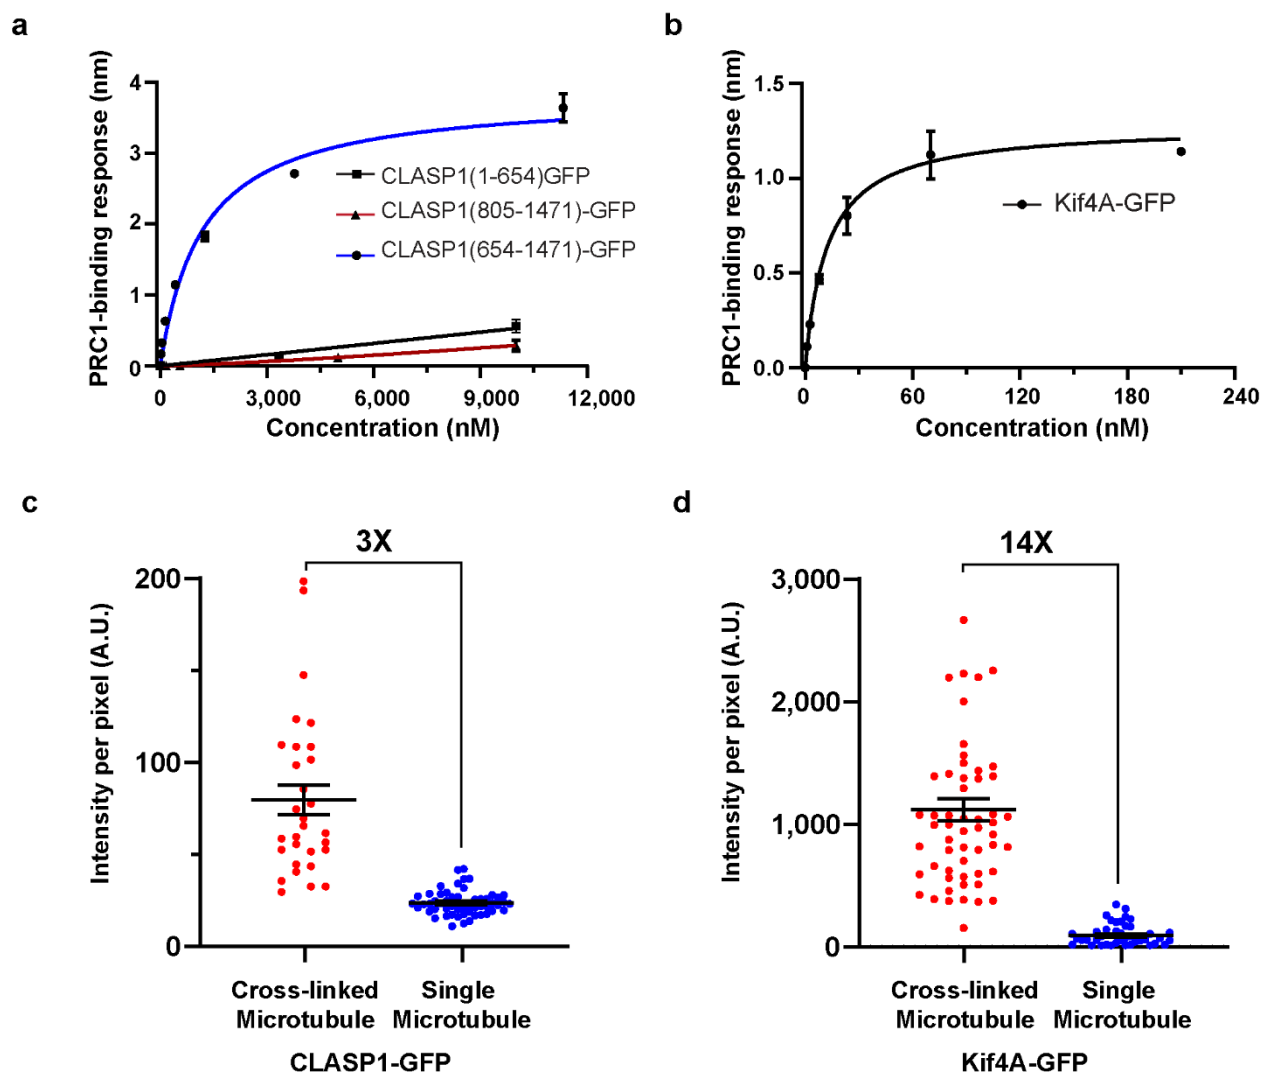 a
PRC1-binding response (nm)
4
3
2
1
0
0
3,000
6,000
9,000
12,000
Concentration (nM)
CLASP1(1-654)GFP
CLASP1(805-1471)-GFP
CLASP1(654-1471)-GFP
b
PRC1-binding response (nm)
1.5
1.0
0.5
0.0
0
60
120
180
240
Concentration (nM)
Kif4A-GFP
c
3X
Intensity per pixel (A.U.)
200
100
0
Cross-linked
Microtubule
Single
Microtubule
CLASP1-GFP
d
14X
Intensity per pixel (A.U.)
3,000
2,000
1,000
0
Cross-linked
Microtubule
Single
Microtubule
Kif4A-GFP